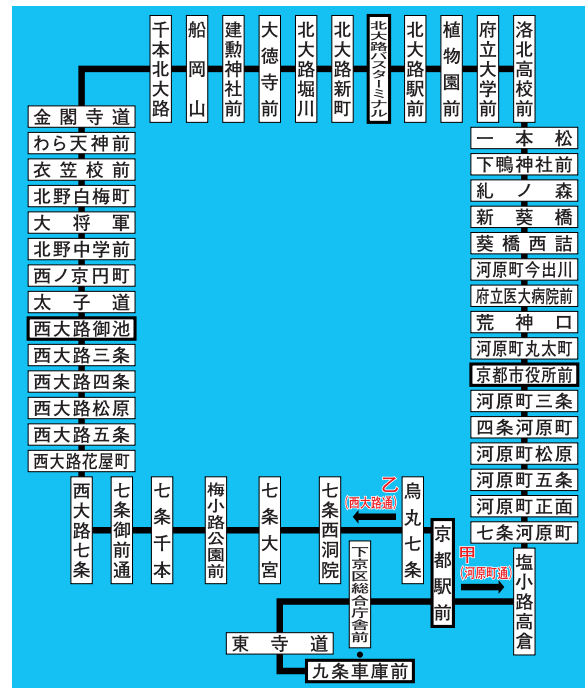 千本北大路
船岡山
建勲神社前
大徳寺前
北大路堀川
北大路新町
北大路バスターミナル
北大路駅前
植物園前
府立大学前
洛北高校前
金閣寺道
わら天神前
衣笠校前
北野白梅町
大将軍
北野中学前
西ノ京円町
太子道
西大路御池
西大路三条
西大路四条
西大路松原
西大路五条
西大路花屋町
一本松
下鴨神社前
糺ノ森
新葵橋
葵橋西詰
河原町今出川
府立医大病院前
荒神口
河原町丸太町
京都市役所前
河原町三条
四条河原町
河原町松原
河原町五条
河原町正面
七条河原町
西大路七条
七条御前通
七条千本
梅小路公園前
七条大宮
七条西洞院
乙
(西大路通)
烏丸七条
京都駅前
甲
(河原町通)
塩小路高倉
下京区総合庁舎前
東寺道
九条車庫前